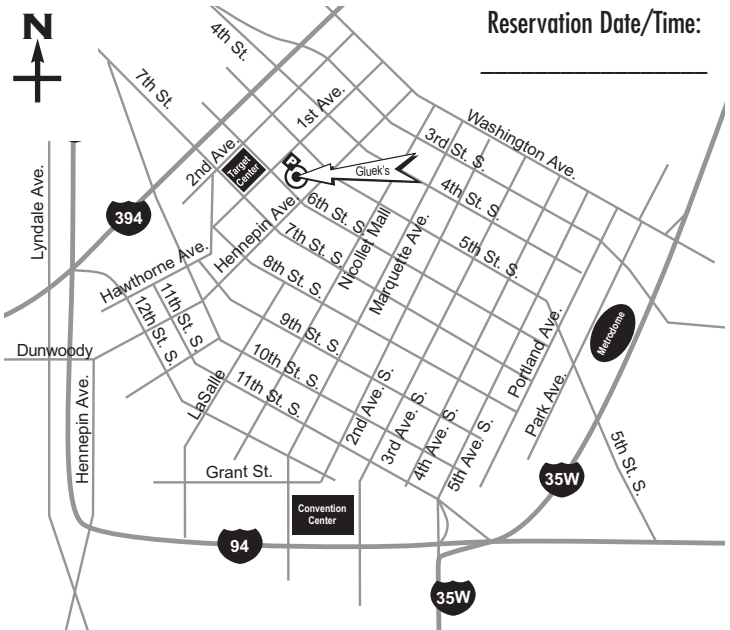 N
Reservation Date/Time:
4th St.
7th St.
1st Ave.
2nd Ave.
Washington Ave.
3rd St. S.
P
Target
Center
Gluek's
Lyndale Ave.
394
Hennepin Ave.
6th St. S.
4th St. S.
7th St. S.
Nicollet Mall
Marquette Ave.
5th St. S.
Hawthorne Ave.
8th St. S.
11th St. S.
12th St. S.
9th St. S.
Portland Ave.
Metrodome
Dunwoody
10th St. S.
11th St. S.
LaSalle
Hennepin Ave.
2nd Ave. S.
3rd Ave. S.
4th Ave. S.
5th Ave. S.
Park Ave.
5th St. S.
Grant St.
35W
Convention
Center
94
35W